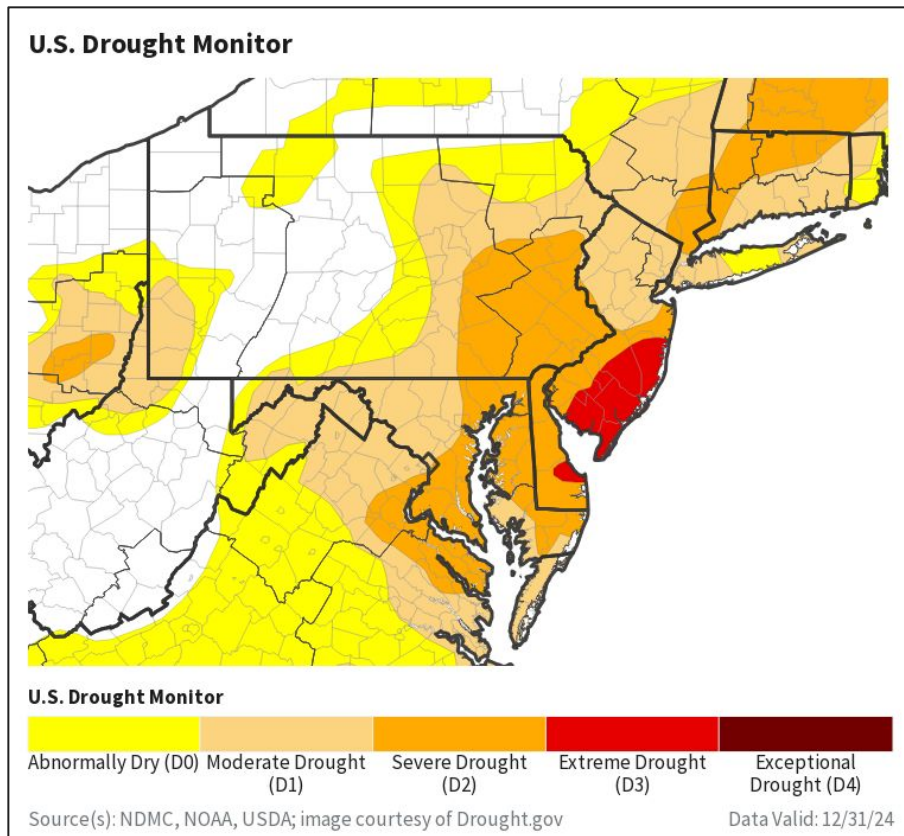 U.S. Drought Monitor
U.S. Drought Monitor
Abnormally Dry (D0)
Moderate Drought
(D1)
Severe Drought
(D2)
Extreme Drought
(D3)
Exceptional
Drought (D4)
Source(s): NDMC, NOAA, USDA; image courtesy of Drought.gov
Data Valid: 12/31/24